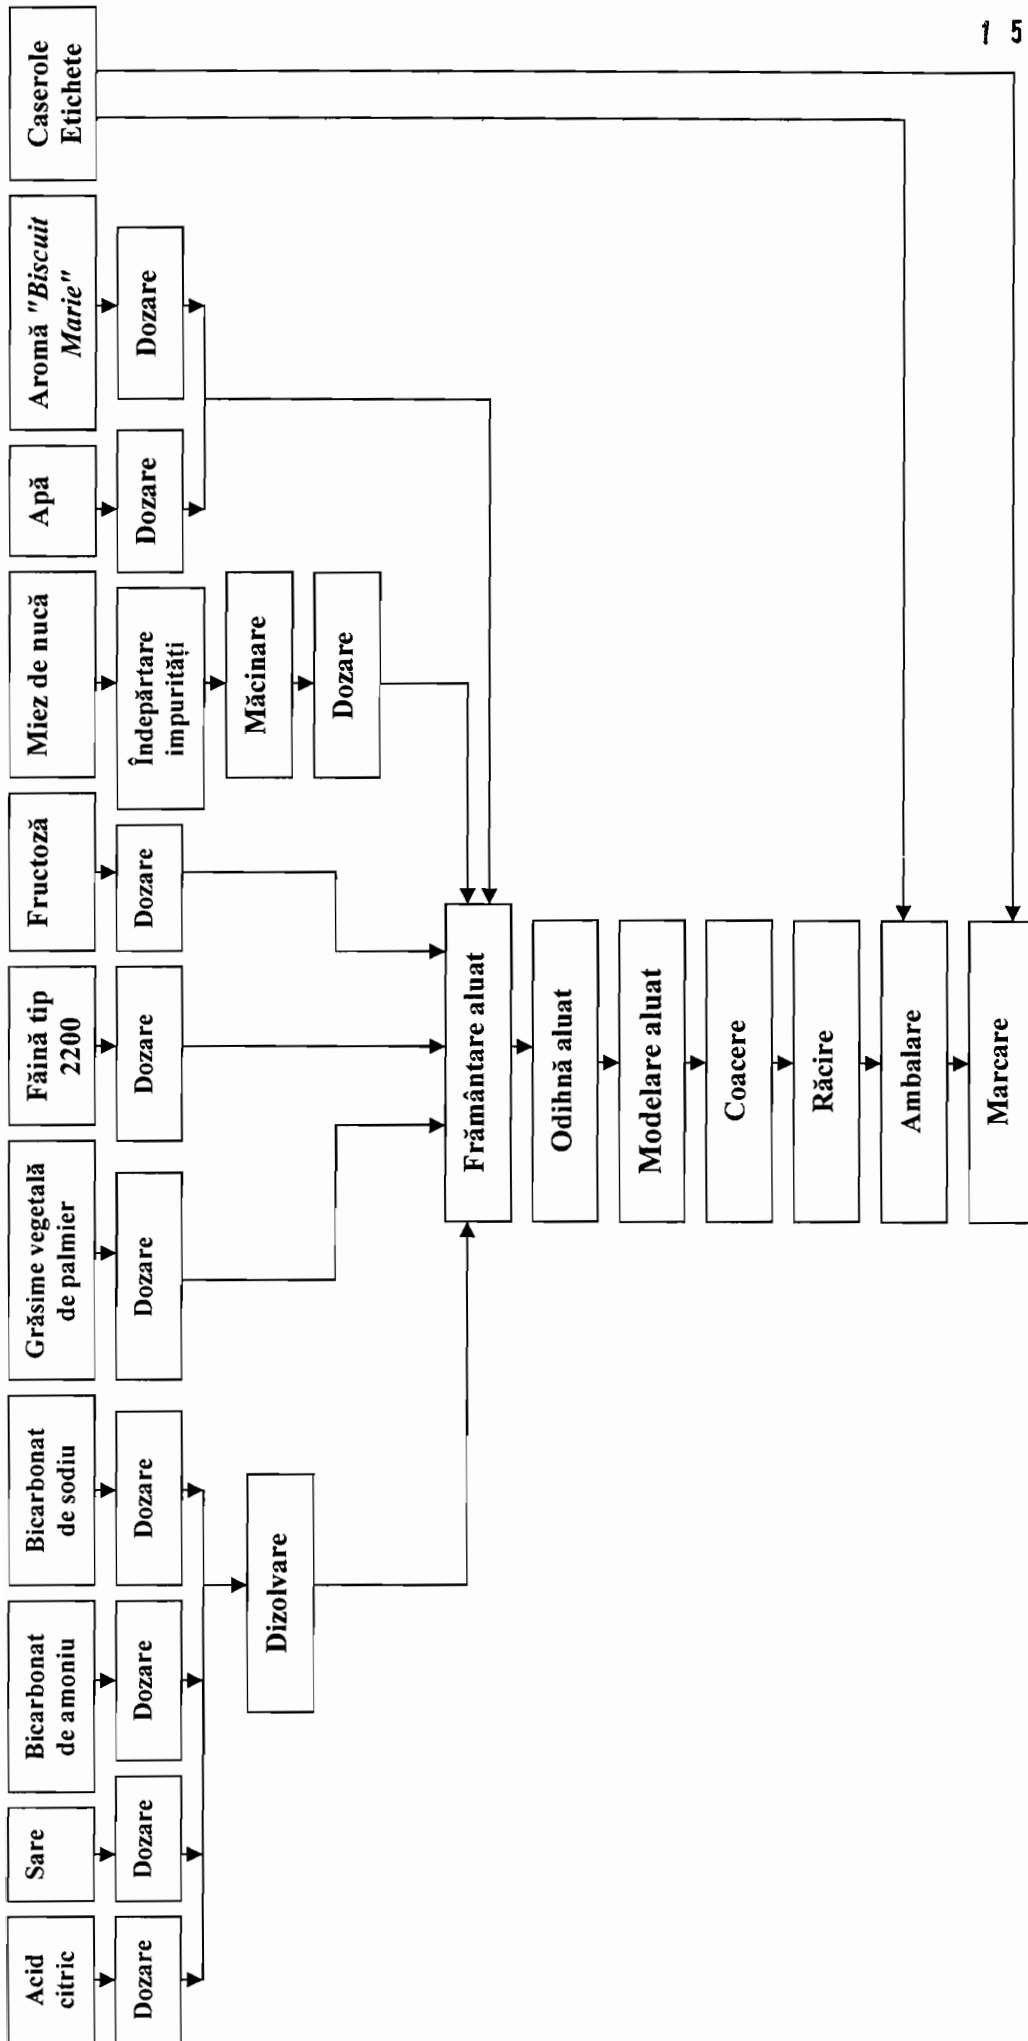 1 5
Acid
citric
Sare
Bicarbonat
de amoniu
Bicarbonat
de sodiu
Grăsime vegetală
de palmier
Făină tip
2200
Fructoză
Miez de nucă
Apă
Aromă "Biscuit
Marie"
Caserole
Etichete
Dozare
Dozare
Dozare
Dozare
Dozare
Dozare
Dozare
Îndepărtare
impurități
Dozare
Dozare
Măcinare
Dozare
Dizolvare
Frământare aluat
Odihnă aluat
Modelare aluat
Coacere
Răcire
Ambalare
Marcare